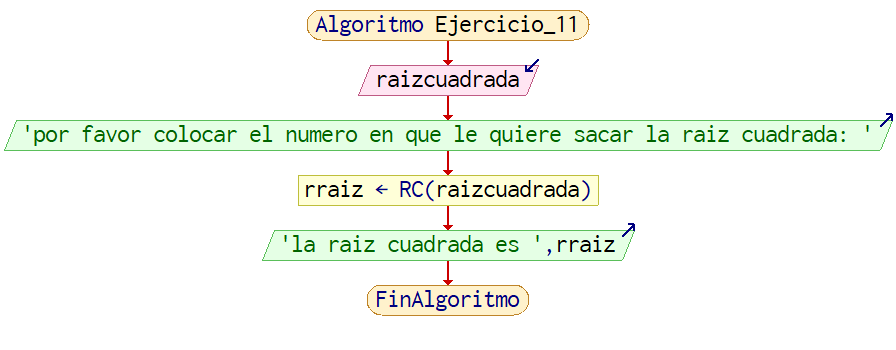 Algoritmo Ejercicio_11
raizcuadrada
'por favor colocar el numero en que le quiere sacar la raiz cuadrada: '
rraiz ← RC(raizcuadrada)
'la raiz cuadrada es ',rraiz
FinAlgoritmo